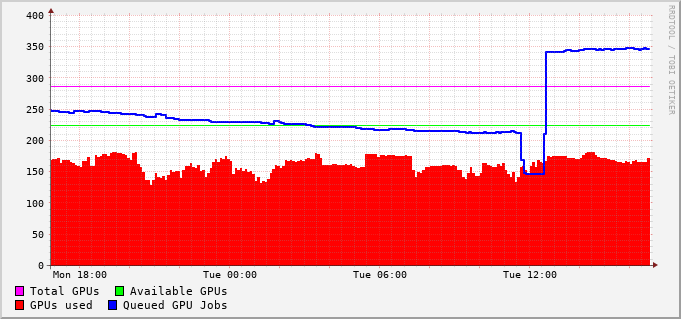 400
350
300
250
200
150
100
50
0
Mon 18:00 Tue 00:00 Tue 06:00 Tue 12:00
Total GPUs Available GPUs
GPUs used Queued GPU Jobs
RRDTOOL / TOBI OETIKER